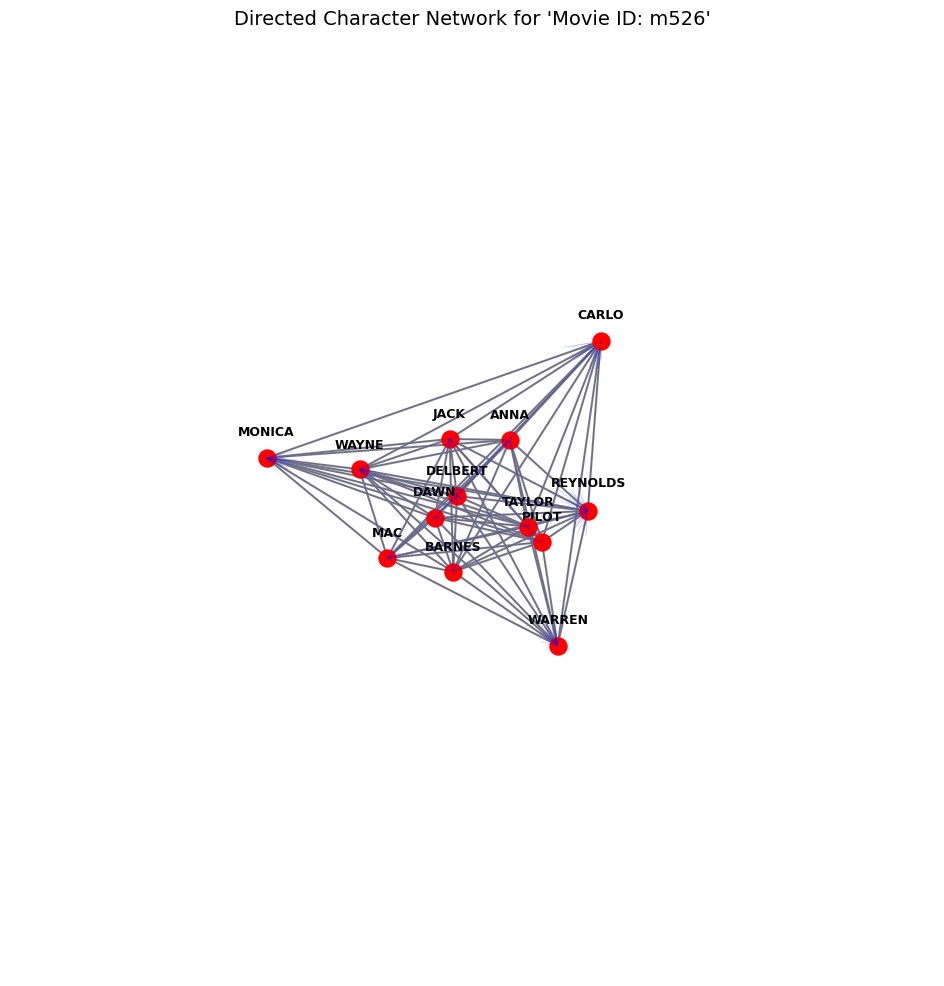 Directed Character Network for 'Movie ID: m526'
CARLO
JACK
ANNA
MONICA
WAYNE
DELBERT
REYNOLDS
DAWN
TAYLOR
PILOT
MAC
BARNES
WARREN